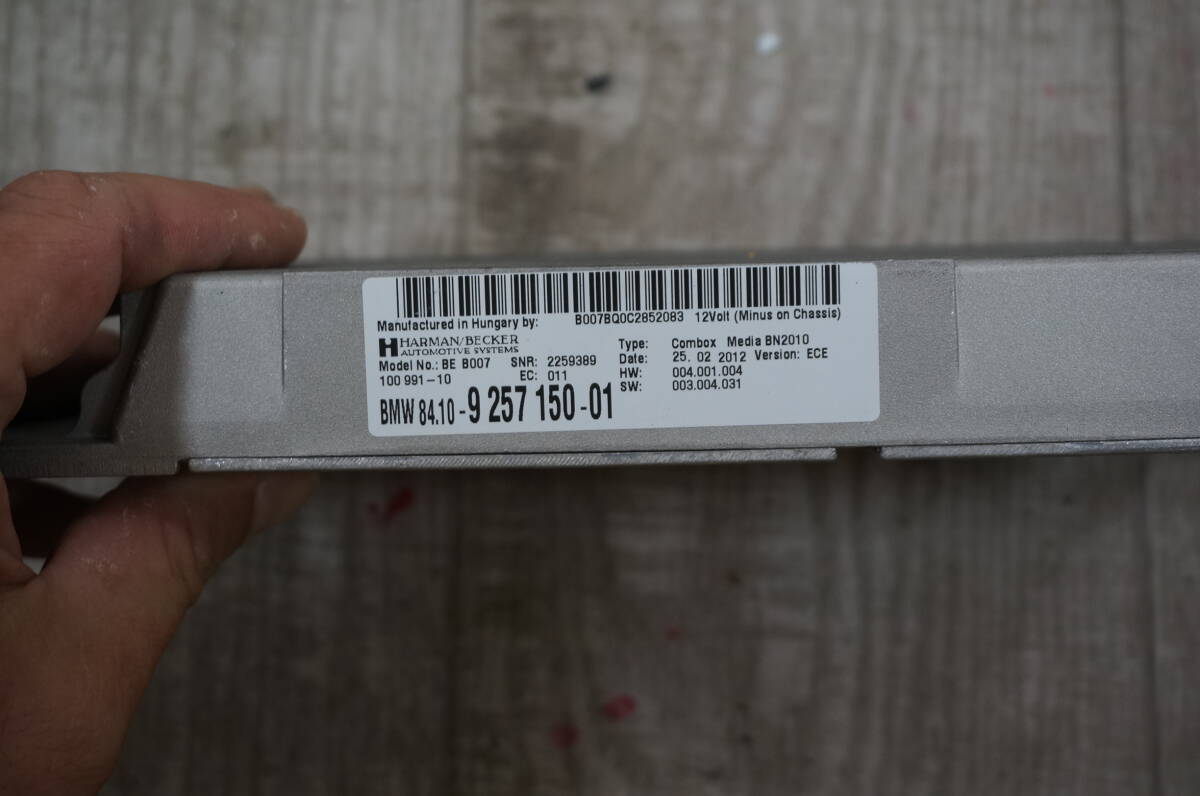 B007BQ0C2852083 12Volt (Minus on Chassis)
Manufactured in Hungary by:
HARMAN/BECKER
AUTOMOTIVE SYSTEMS
Model No.: BE B007 SNR: 2259389
100 991-10 EC: 011
BMW 84.10-9 257 150-01
Type: Combox Media BN2010
Date: 25. 02 2012 Version: ECE
HW: 004.001.004
SW: 003.004.031